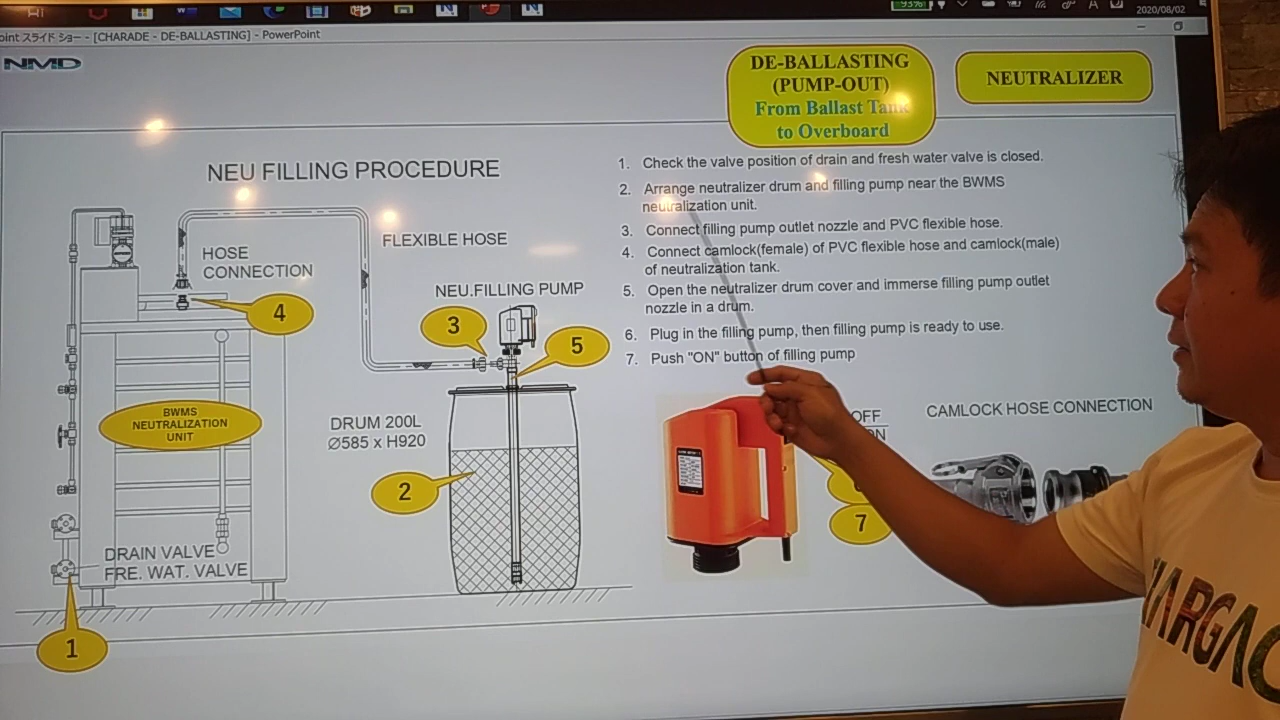 93%
2020/08/02
oint スライド ショー - [CHARADE - DE-BALLASTING] - PowerPoint
NMD
DE-BALLASTING
(PUMP-OUT)
From Ballast Tank
to Overboard
NEUTRALIZER
NEU FILLING PROCEDURE
1. Check the valve position of drain and fresh water valve is closed.
2. Arrange neutralizer drum and filling pump near the BWMS
neutralization unit.
3. Connect filling pump outlet nozzle and PVC flexible hose.
4. Connect camlock(female) of PVC flexible hose and camlock(male)
of neutralization tank.
5. Open the neutralizer drum cover and immerse filling pump outlet
nozzle in a drum.
6. Plug in the filling pump, then filling pump is ready to use.
7. Push "ON" button of filling pump
HOSE
CONNECTION
FLEXIBLE HOSE
NEU.FILLING PUMP
4
3
5
BWMS
NEUTRALIZATION
UNIT
DRUM 200L
Ø585 x H920
2
DRAIN VALVE
FRE. WAT. VALVE
1
OFF
ON
7
CAMLOCK HOSE CONNECTION